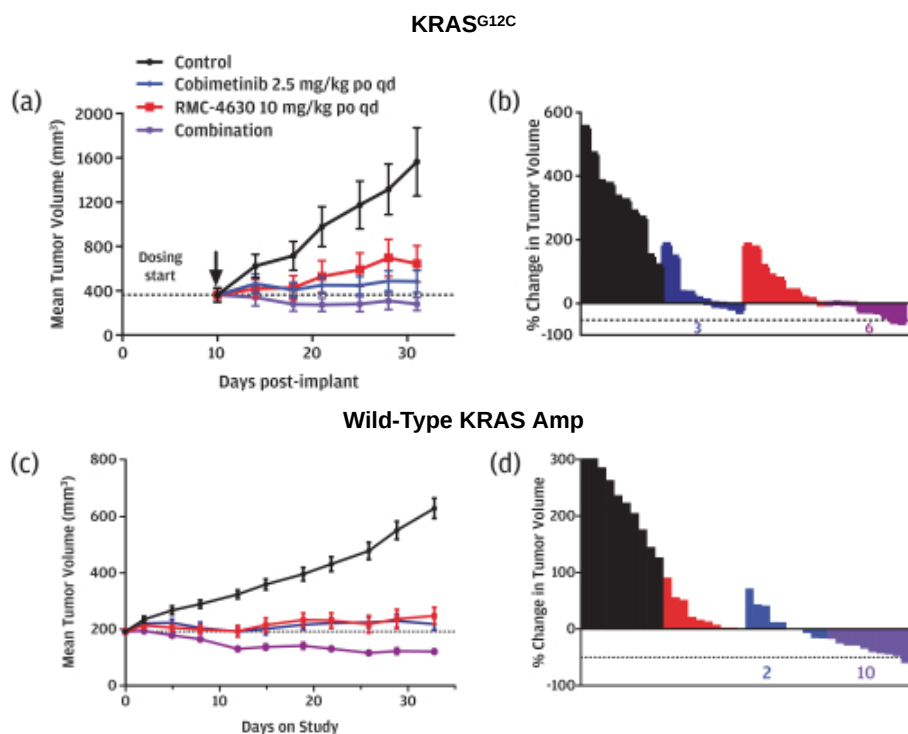 KRASG12C
Control
Cobimetinib 2.5 mg/kg po qd
RMC-4630 10 mg/kg po qd
Combination
(a)
Mean Tumor Volume (mm³)
2000
1600
1200
800
400
0
Dosing
start
0
10
20
30
Days post-implant
(b)
% Change in Tumor Volume
600
400
200
0
-100
3
6
Wild-Type KRAS Amp
(c)
Mean Tumor Volume (mm³)
800
600
400
200
0
0
10
20
30
Days on Study
(d)
% Change in Tumor Volume
300
200
100
0
-100
2
10